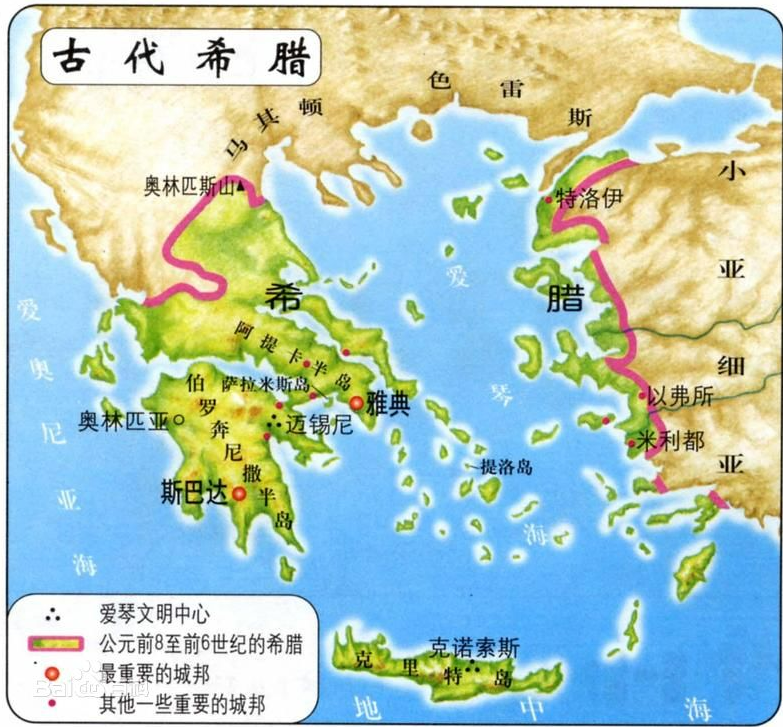 古代希腊
色雷斯
马其顿
奥林匹斯山
特洛伊
小亚细亚
爱琴海
希腊
爱奥尼亚海
阿提卡半岛
伯罗奔尼撒半岛
萨拉米斯岛
雅典
以弗所
奥林匹亚
迈锡尼
米利都
提洛岛
斯巴达
爱琴文明中心
公元前8至前6世纪的希腊
最重要的城邦
其他一些重要的城邦
克诺索斯
克里特岛
地中海
Bai百科